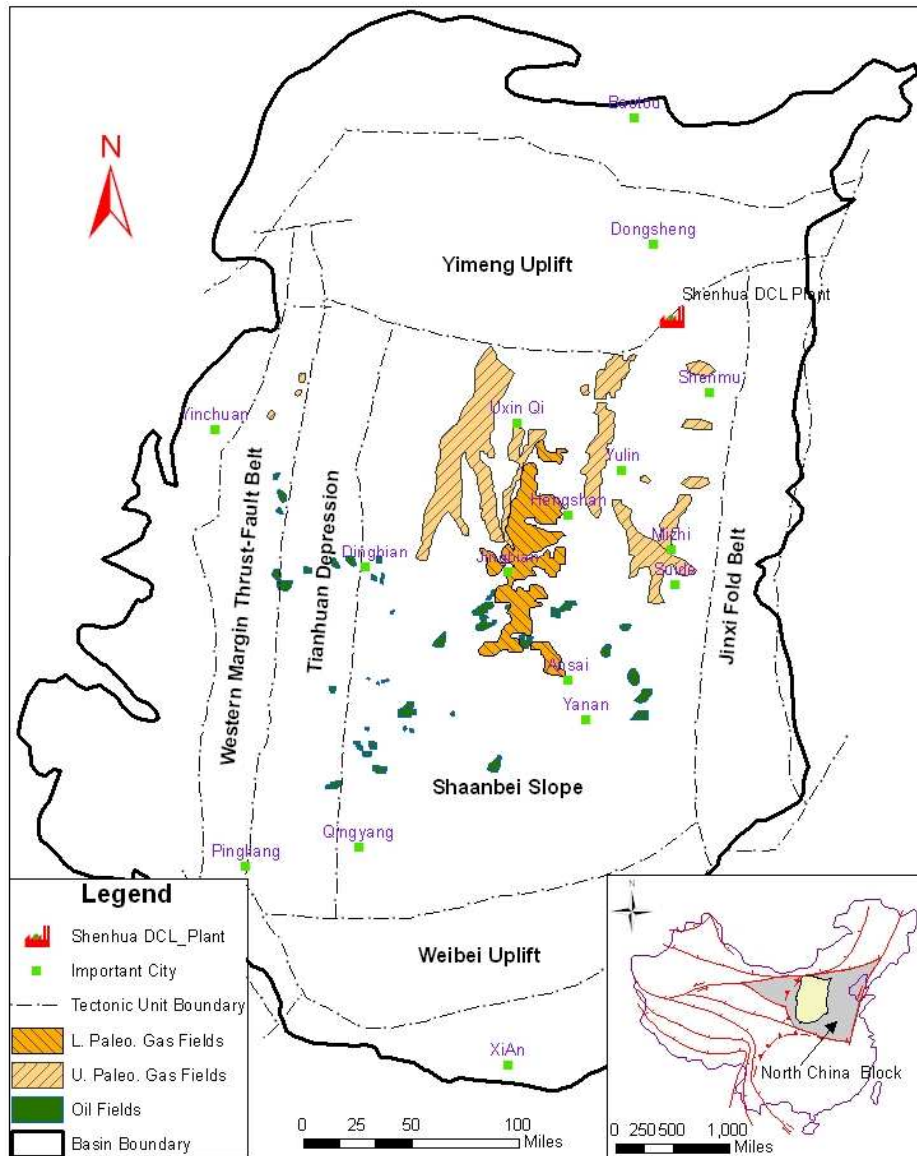 N
Baotou
Dongsheng
Yimeng Uplift
Shenhua DCL Plant
Shenmu
Yinchuan
Uxin Qi
Yulin
Hengshan
Western Margin Thrust-Fault Belt
Tianhuan Depression
Dingbian
Jingbian
Mizhi
Suide
Jinxi Fold Belt
Ansai
Yanan
Shaanbei Slope
Qingyang
Pingliang
Weibei Uplift
XiAn
Legend
Shenhua DCL_Plant
Important City
Tectonic Unit Boundary
L. Paleo. Gas Fields
U. Paleo. Gas Fields
Oil Fields
Basin Boundary
0 25 50 100
Miles
N
North China Block
0 250 500 1,000
Miles